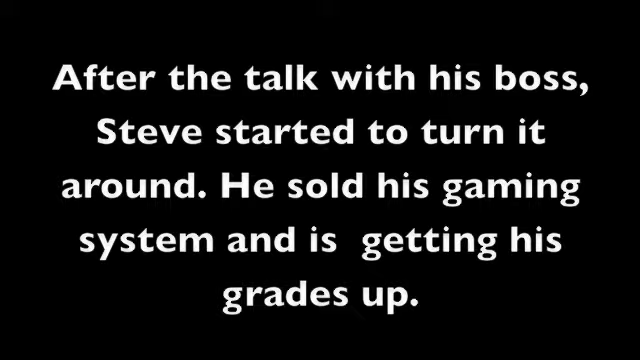 After the talk with his boss,
Steve started to turn it
around. He sold his gaming
system and is  getting his
grades up.